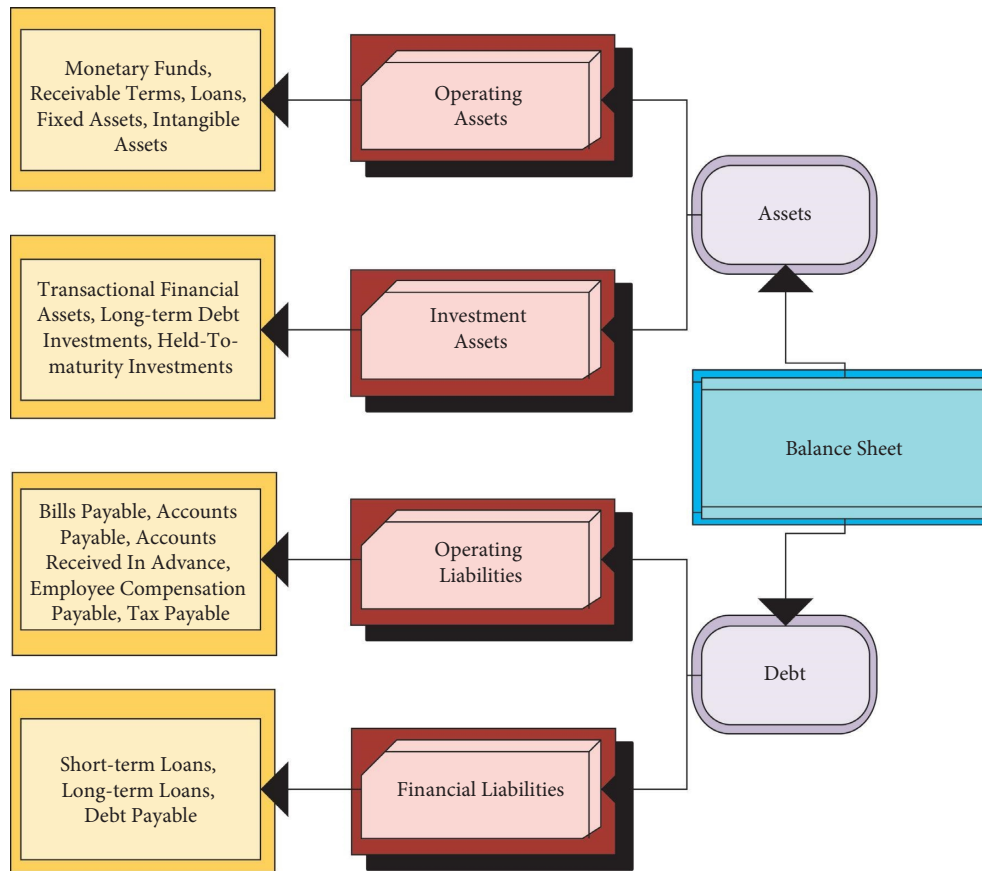 Monetary Funds,
Receivable Terms, Loans,
Fixed Assets, Intangible
Assets
Operating
Assets
Assets
Transactional Financial
Assets, Long-term Debt
Investments, Held-To-
maturity Investments
Investment
Assets
Balance Sheet
Bills Payable, Accounts
Payable, Accounts
Received In Advance,
Employee Compensation
Payable, Tax Payable
Operating
Liabilities
Debt
Short-term Loans,
Long-term Loans,
Debt Payable
Financial Liabilities